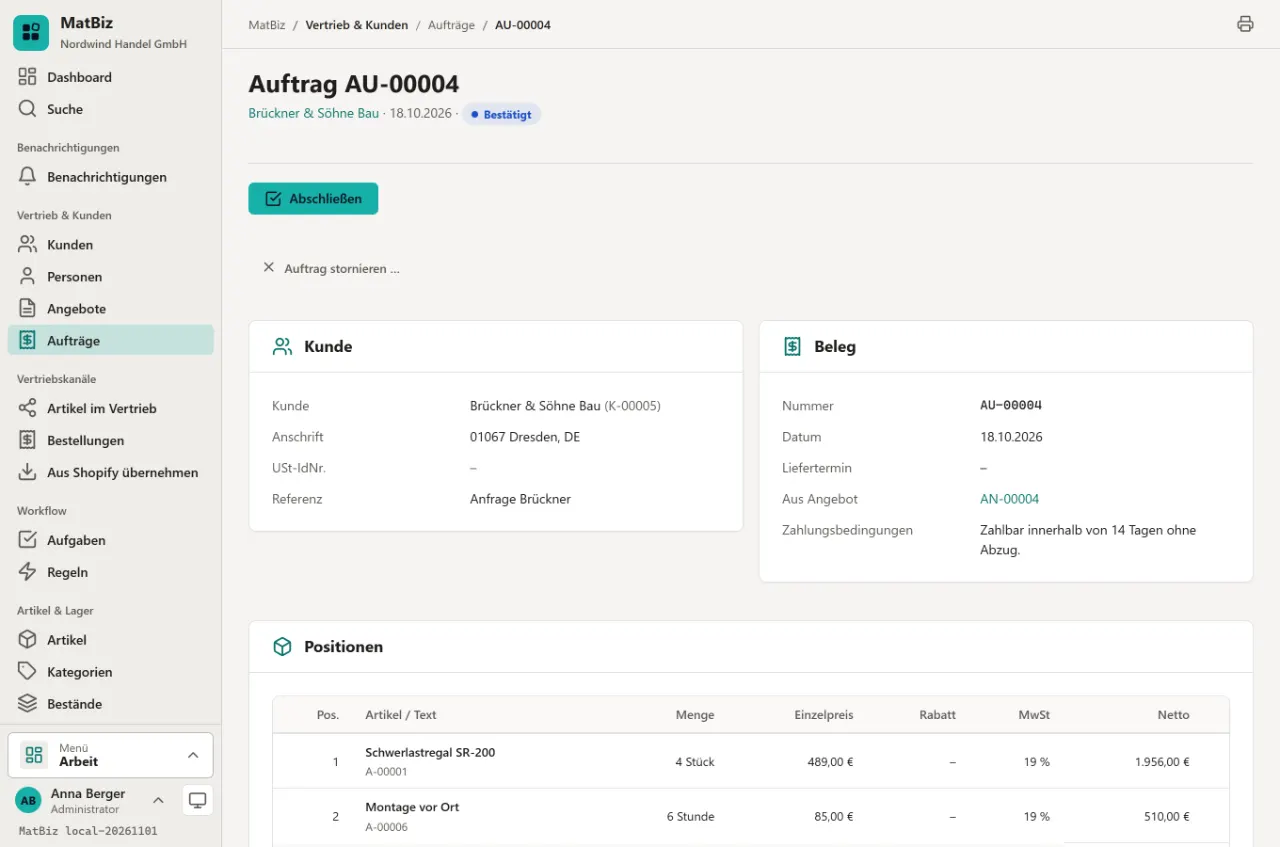 MatBiz
Nordwind Handel GmbH
Dashboard
Suche
Benachrichtigungen
Benachrichtigungen
Vertrieb & Kunden
Kunden
Personen
Angebote
Aufträge
Vertriebskanäle
Artikel im Vertrieb
Bestellungen
Aus Shopify übernehmen
Workflow
Aufgaben
Regeln
Artikel & Lager
Artikel
Kategorien
Bestände
Menü
Arbeit
AB
Anna Berger
Administrator
MatBiz local-20261101
MatBiz / Vertrieb & Kunden / Aufträge / AU-00004
Auftrag AU-00004
Brückner & Söhne Bau · 18.10.2026 · Bestätigt
Abschließen
Auftrag stornieren ...
Kunde
Kunde Brückner & Söhne Bau (K-00005)
Anschrift 01067 Dresden, DE
USt-IdNr. –
Referenz Anfrage Brückner
Beleg
Nummer AU-00004
Datum 18.10.2026
Liefertermin –
Aus Angebot AN-00004
Zahlungsbedingungen Zahlbar innerhalb von 14 Tagen ohne
Abzug.
Positionen
Pos. Artikel / Text Menge Einzelpreis Rabatt MwSt Netto
1 Schwerlastregal SR-200 4 Stück 489,00 € – 19 % 1.956,00 €
A-00001
2 Montage vor Ort 6 Stunde 85,00 € – 19 % 510,00 €
A-00006